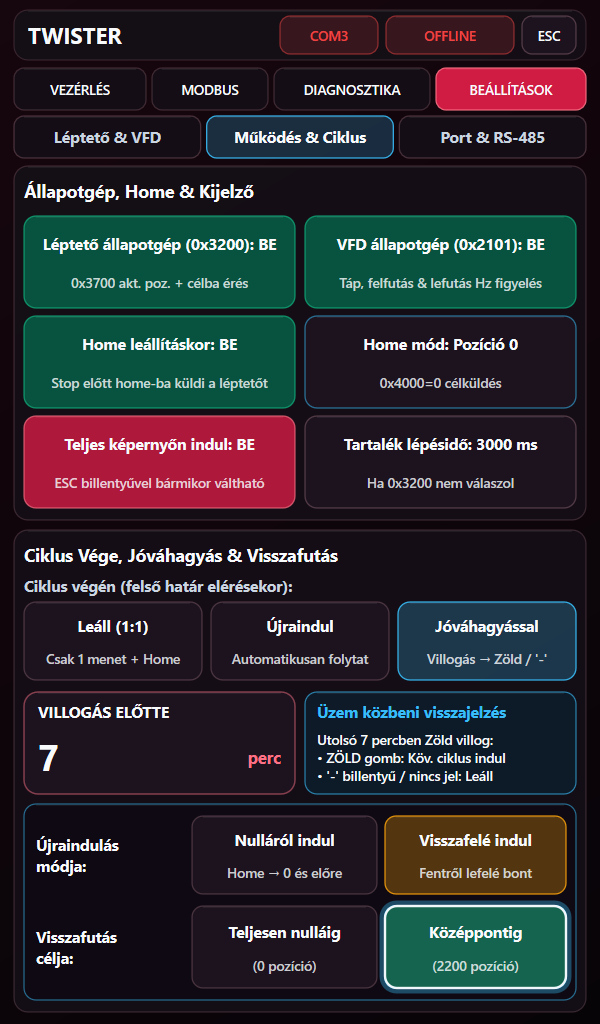 TWISTER
COM3
OFFLINE
ESC
VEZÉRLÉS
MODBUS
DIAGNOSZTIKA
BEÁLLÍTÁSOK
Léptető & VFD
Működés & Ciklus
Port & RS-485
Állapotgép, Home & Kijelző
Léptető állapotgép (0x3200): BE
0x3700 akt. poz. + célba érés
VFD állapotgép (0x2101): BE
Táp, felfutás & lefutás Hz figyelés
Home leállításkor: BE
Stop előtt home-ba küldi a léptetőt
Home mód: Pozíció 0
0x4000=0 célküldés
Teljes képernyőn indul: BE
ESC billentyűvel bármikor váltható
Tartalék lépésidő: 3000 ms
Ha 0x3200 nem válaszol
Ciklus Vége, Jóváhagyás & Visszafutás
Ciklus végén (felső határ elérésekor):
Leáll (1:1)
Csak 1 menet + Home
Újraindul
Automatikusan folytat
Jóváhagyással
Villogás → Zöld / '-'
VILLOGÁS ELŐTTE
7
perc
Üzem közbeni visszajelzés
Utolsó 7 percben Zöld villog:
• ZÖLD gomb: Köv. ciklus indul
• '-' billentyű / nincs jel: Leáll
Újraindulás
módja:
Nulláról indul
Home → 0 és előre
Visszafelé indul
Fentről lefelé bont
Visszafutás
célja:
Teljesen nulláig
(0 pozíció)
Középpontig
(2200 pozíció)